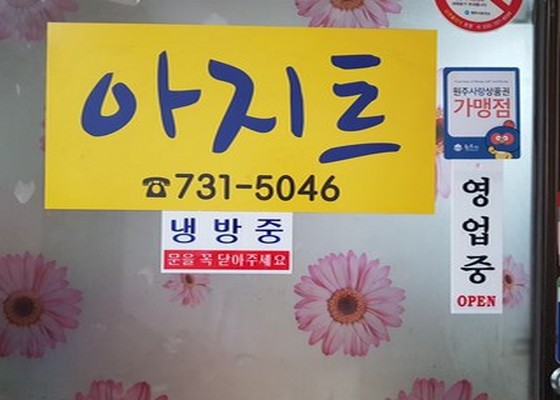 아지트
☎731-5046
냉방중
문을 꼭 닫아주세요
원주사랑상품권
가맹점
영업중
OPEN